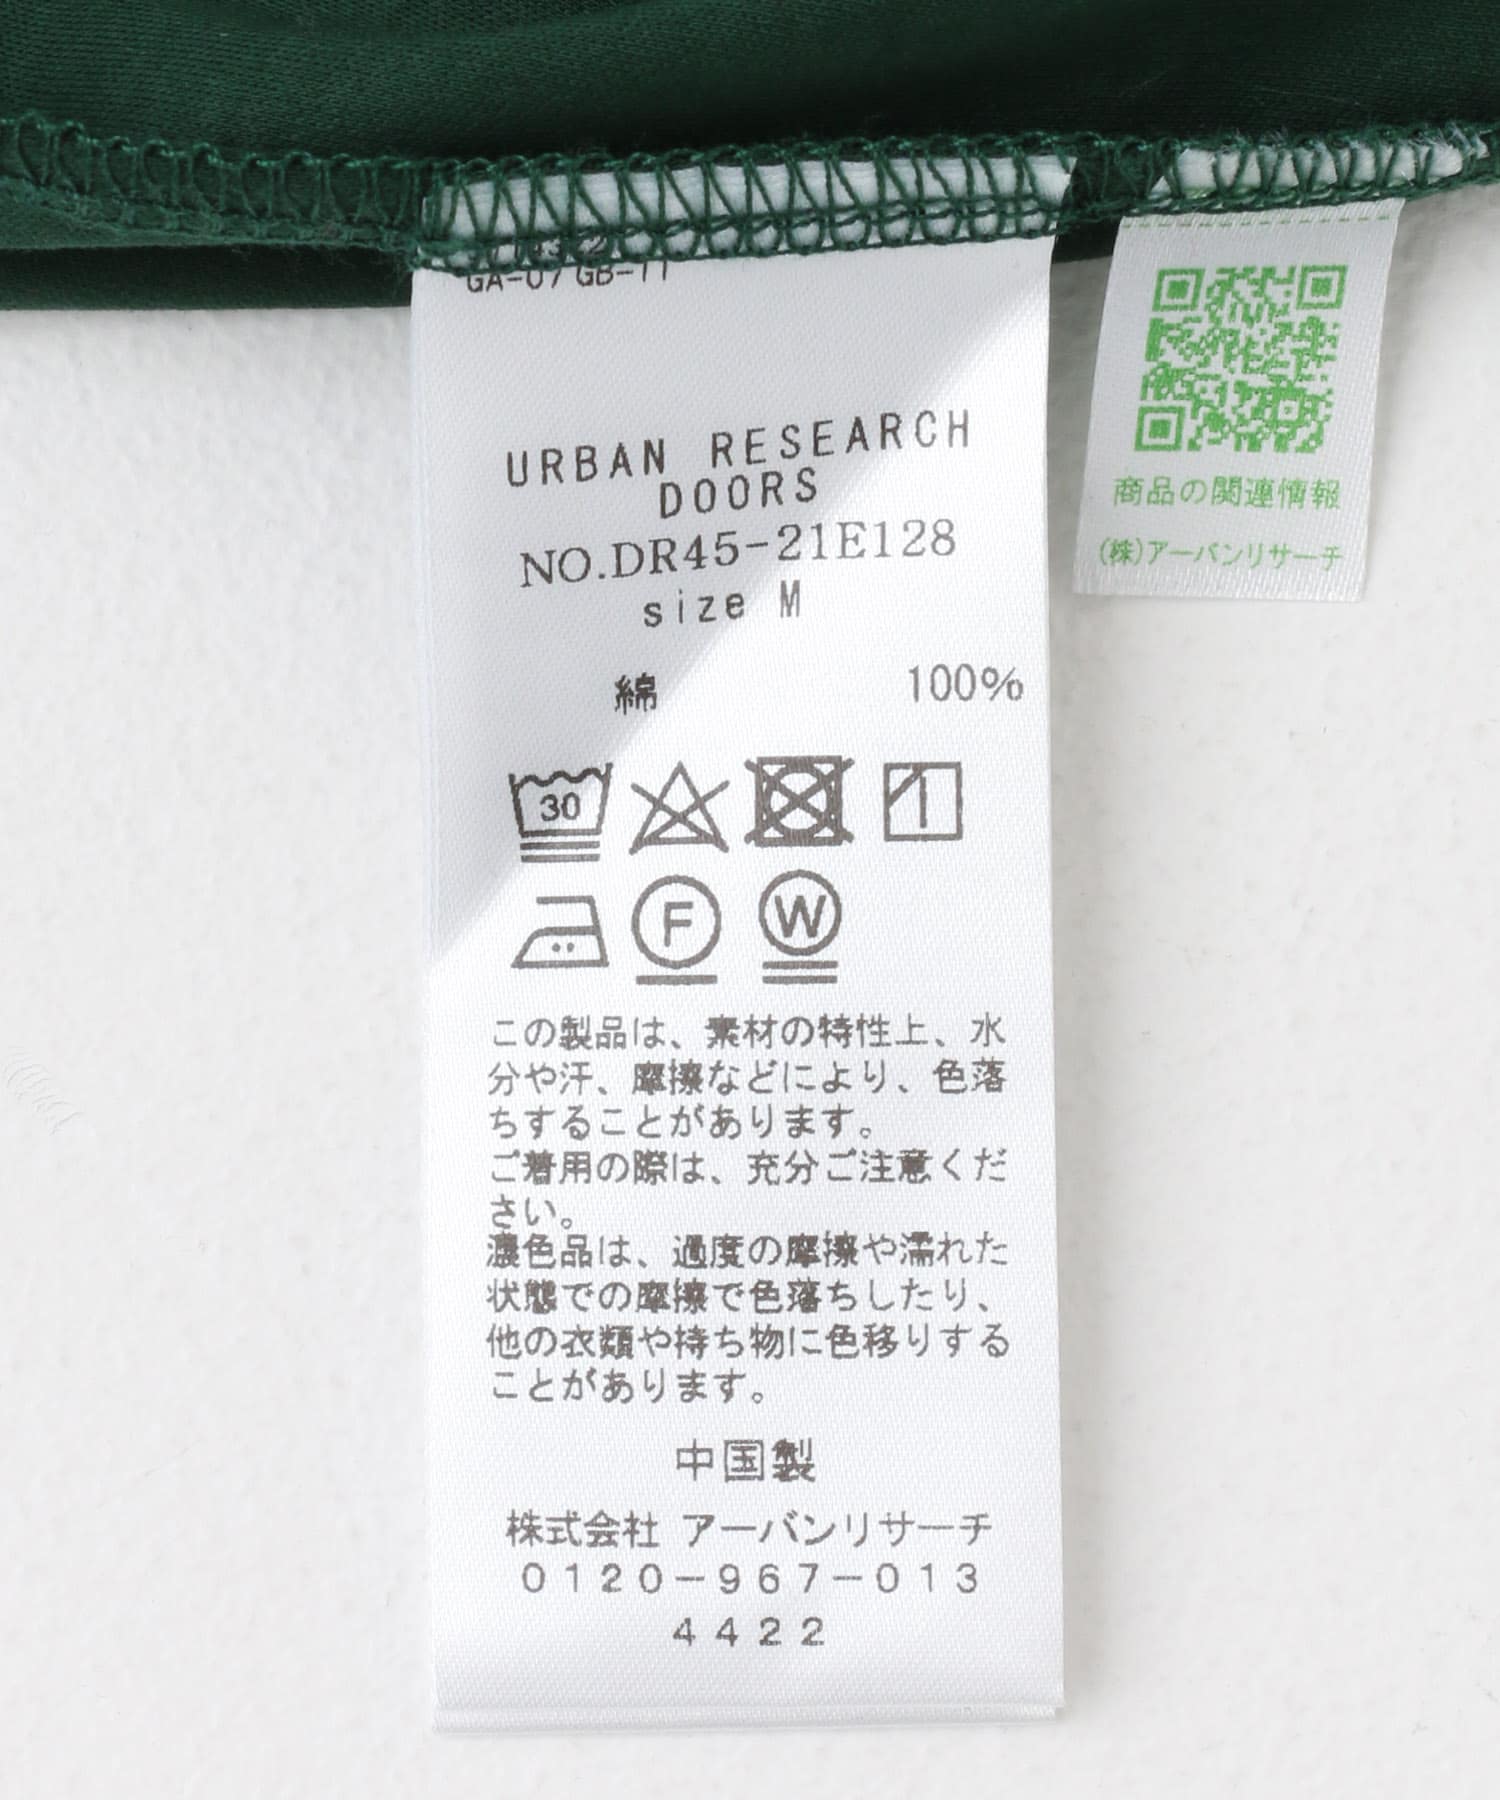 GA-07 GB-11
URBAN RESEARCH
DOORS
NO.DR45-21E128
size M
綿 100%
30
F W
この製品は、素材の特性上、水
分や汗、摩擦などにより、色落
ちすることがあります。
ご着用の際は、充分ご注意くだ
さい。
濃色品は、過度の摩擦や濡れた
状態での摩擦で色落ちしたり、
他の衣類や持ち物に色移りする
ことがあります。
中国製
株式会社 アーバンリサーチ
0120-967-013
4422
商品の関連情報
(株)アーバンリサーチ